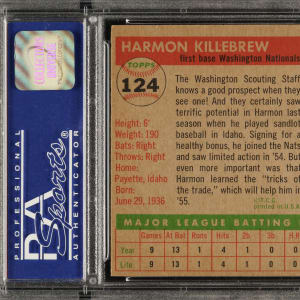 COLLECTORS
UNIVERSE
PROFESSIONAL
PSA
Sports
®
AUTHENTICATOR
HARMON KILLEBREW
first base Washington Nationals
TOPPS
124
The Washington Scouting Staff
knows a good prospect when they
see one! And they certainly saw
terrific potential in Harmon last
season when he played sandlot
baseball in Idaho. Signing for a
healthy bonus, he joined the Nats
and saw limited action in '54. But
even more important was that
Harmon learned the "tricks of
the trade," which will help him in
'55.
Height: 6'
Weight: 190
Bats: Right
Throws: Right
Home:
Payette, Idaho
Born:
June 29, 1936
MAJOR LEAGUE BATTING
Games At Bat Runs Hits 2b 3b H.R.
Year 9 13 1 4 1 0 0
Life 9 13 1 4 1 0 0